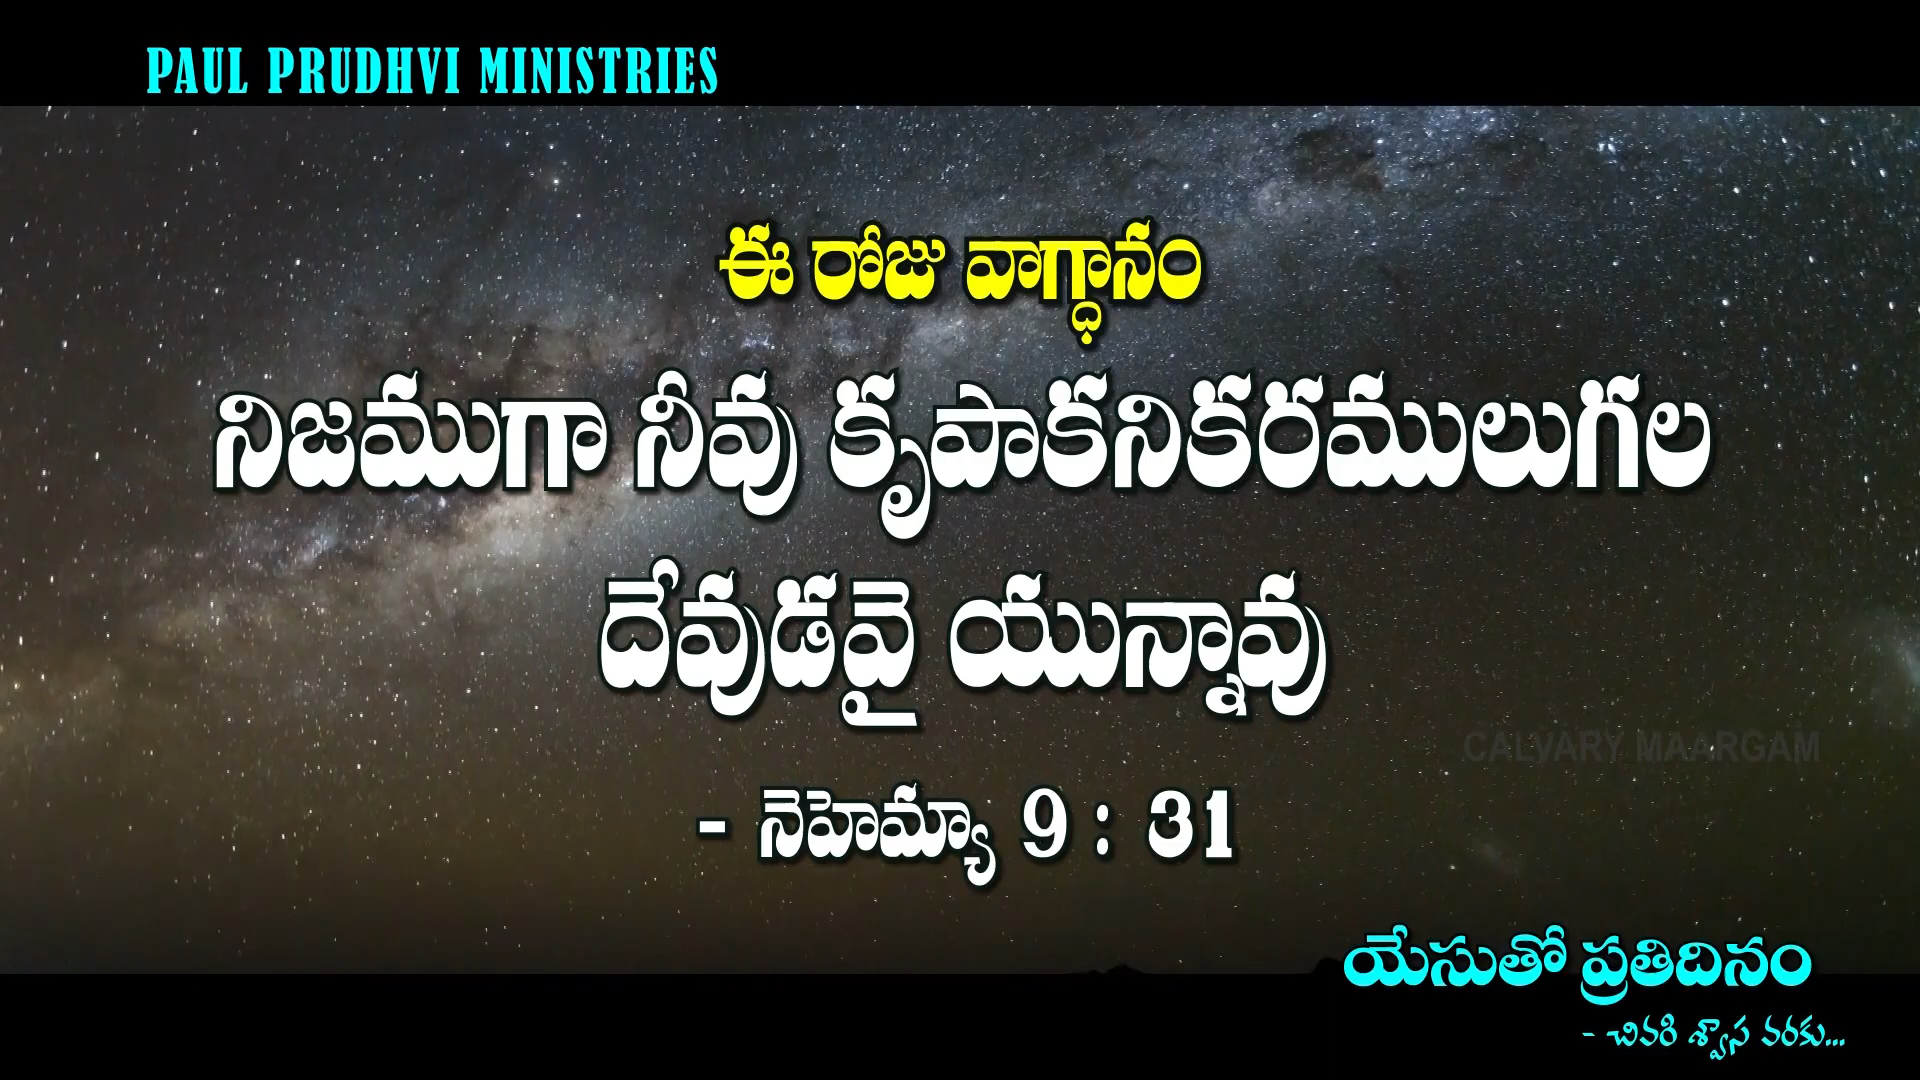 PAUL PRUDHVI MINISTRIES
ఈ రోజు వాగ్ధానం
నిజముగా నీవు కృపాకనికరములుగల
దేవుడవై యున్నావు
CALVARY MAARGAM
- నెహెమ్యా 9 : 31
యేసుతో ప్రతిదినం
- చివరి శ్వాస వరకు...